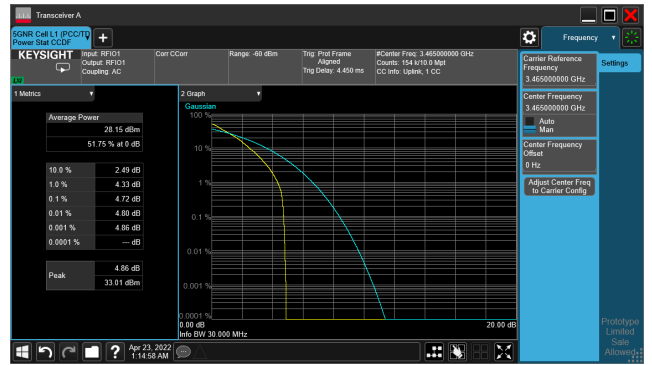 Transceiver A
5GNR Cell L1 (PCC/TD
Power Stat CCDF
Frequency
KEYSIGHT
LXI
Input: RFIO1
Output: RFIO1
Coupling: AC
Corr CCorr
Range: -60 dBm
Trig: Prot Frame
Aligned
Trig Delay: 4.450 ms
#Center Freq: 3.465000000 GHz
Counts: 154 k/10.0 Mpt
CC Info: Uplink, 1 CC
Carrier Reference
Frequency
3.465000000 GHz
Settings
Center Frequency
3.465000000 GHz
Auto
Man
Center Frequency
Offset
0 Hz
Adjust Center Freq
to Carrier Config
1 Metrics
Average Power
28.15 dBm
51.75 % at 0 dB
10.0 % 2.49 dB
1.0 % 4.33 dB
0.1 % 4.72 dB
0.01 % 4.80 dB
0.001 % 4.86 dB
0.0001 % --- dB
Peak
4.86 dB
33.01 dBm
2 Graph
Gaussian
100 %
10 %
1 %
0.1 %
0.01 %
0.001 %
0.0001 %
0.00 dB
20.00 dB
Info BW 30.000 MHz
Prototype
Limited
Sale
Allowed
?
Apr 23, 2022
1:14:58 AM